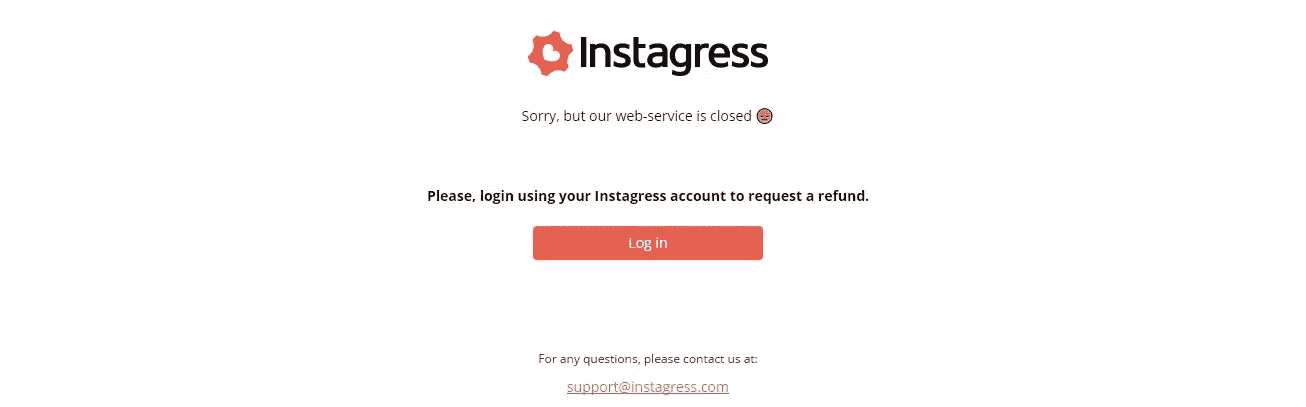 Instagress
Sorry, but our web-service is closed
Please, login using your Instagress account to request a refund.
Log in
For any questions, please contact us at:
support@instagress.com